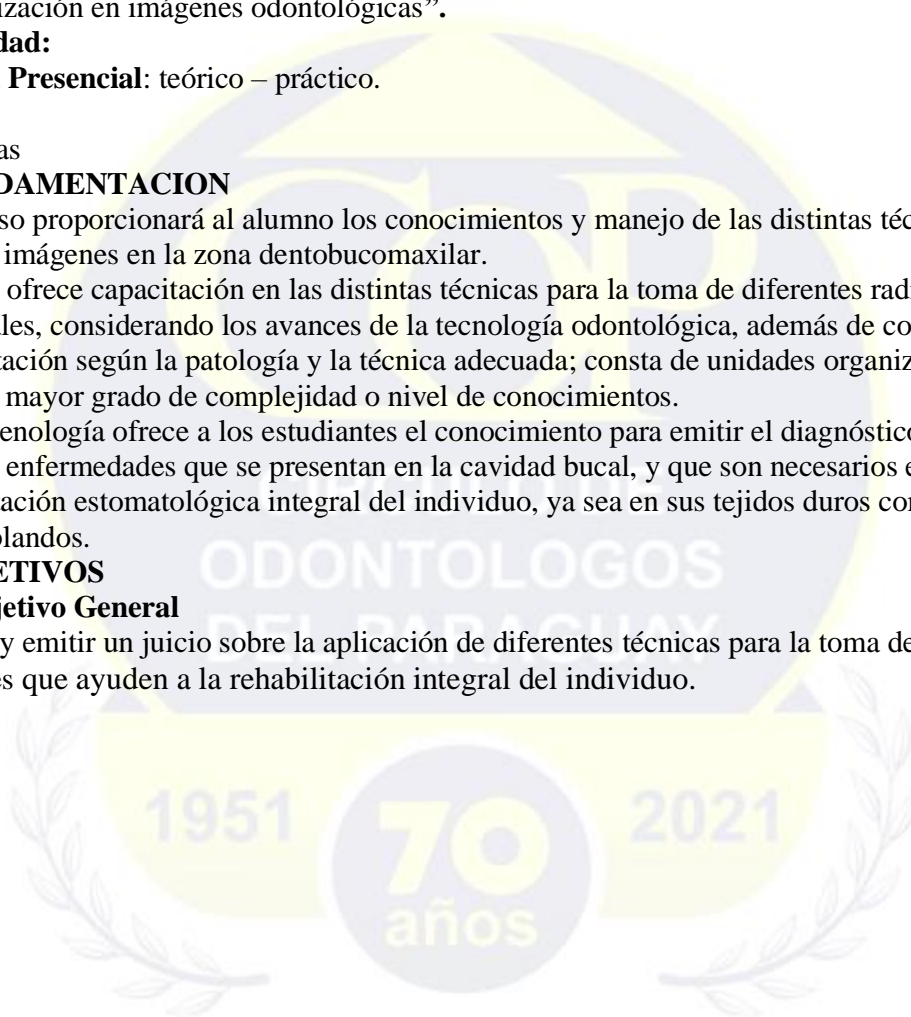 ización en imágenes odontológicas”.
dad:
Presencial: teórico – práctico.
as
DAMENTACION
so proporcionará al alumno los conocimientos y manejo de las distintas téc
imágenes en la zona dentobucomaxilar.
ofrece capacitación en las distintas técnicas para la toma de diferentes radi
les, considerando los avances de la tecnología odontológica, además de co
tación según la patología y la técnica adecuada; consta de unidades organiz
mayor grado de complejidad o nivel de conocimientos.
enología ofrece a los estudiantes el conocimiento para emitir el diagnóstico
enfermedades que se presentan en la cavidad bucal, y que son necesarios e
ación estomatológica integral del individuo, ya sea en sus tejidos duros cor
landos.
ETIVOS
jetivo General
y emitir un juicio sobre la aplicación de diferentes técnicas para la toma de
es que ayuden a la rehabilitación integral del individuo.
COP
CIRCULO DE
ODONTOLOGOS
DEL PARAGUAY
1951 70 2021
años